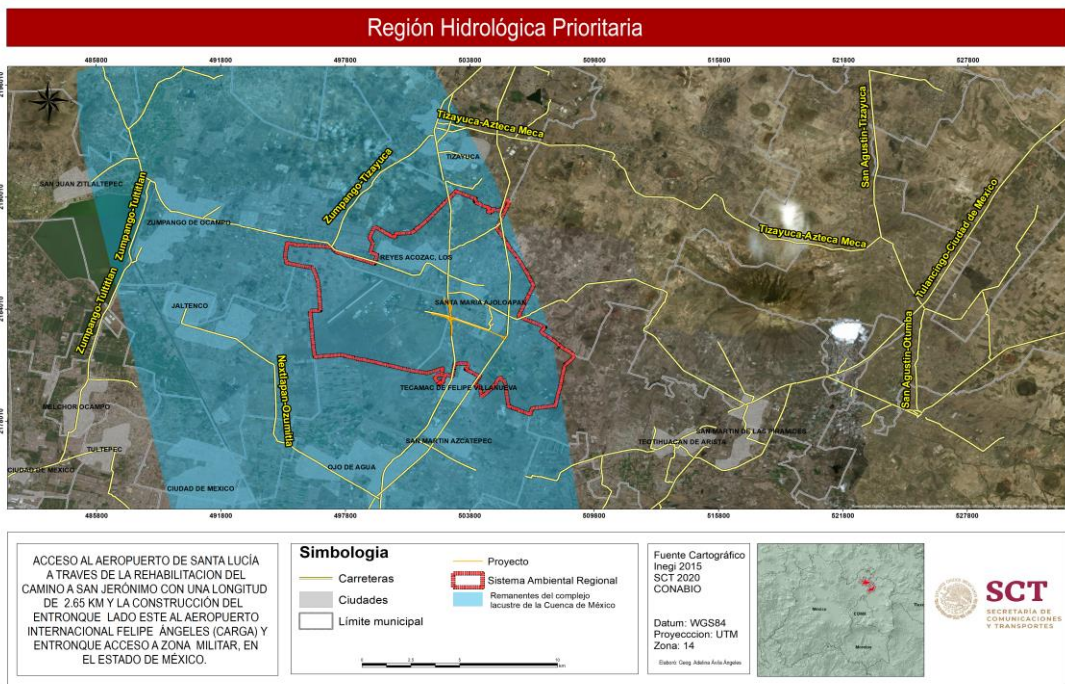 Región Hidrológica Prioritaria
485800 491800 497800 503800 509800 515800 521800 527800
Tizayuca-Azteca Meca
San Agustin-Tizayuca
TIZAYUCA
SAN JUAN ZITLALTEPEC
Zumpango-Tizayuca
Zumpango-Tultitlan
Tulancingo-Ciudad de Mexico
ZUMPANGO DE OCAMPO
Tizayuca-Azteca Meca
REYES ACOZAC, LOS
SANTA MARIA AJOLOAPAN
JALTENCO
Zumpango-Tultitlan
San Agustin-Otumba
Nextlapan-Ozumitla
TECAMAC DE FELIPE VILLANUEVA
MELCHOR OCAMPO
SAN MARTIN DE LAS PIRAMIDES
TEOTIHUACAN DE ARISTA
SAN MARTIN AZCATEPEC
TULTEPEC
OJO DE AGUA
CIUDAD DE MEXICO
CIUDAD DE MEXICO
485800 491800 497800 503800 509800 515800 521800 527800
ACCESO AL AEROPUERTO DE SANTA LUCÍA
A TRAVES DE LA REHABILITACION DEL
CAMINO A SAN JERÓNIMO CON UNA LONGITUD
DE 2.65 KM Y LA CONSTRUCCIÓN DEL
ENTRONQUE LADO ESTE AL AEROPUERTO
INTERNACIONAL FELIPE ÁNGELES (CARGA) Y
ENTRONQUE ACCESO A ZONA MILITAR, EN
EL ESTADO DE MÉXICO.
Simbologia
Carreteras
Ciudades
Límite municipal
Proyecto
Sistema Ambiental Regional
Remanentes del complejo
lacustre de la Cuenca de México
Fuente Cartográfico
Inegi 2015
SCT 2020
CONABIO
Datum: WGS84
Proyecccion: UTM
Zona: 14
SCT
SECRETARÍA DE
COMUNICACIONES
Y TRANSPORTES